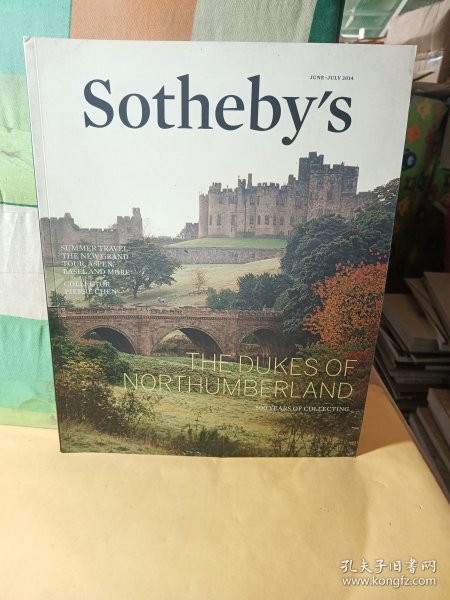 JUNE-JULY 2014
Sotheby's
SUMMER TRAVEL:
THE NEW GRAND
TOUR, ASPEN,
BASEL AND MORE
COLLECTOR
PIERRE CHEN
THE DUKES OF
NORTHUMBERLAND
500 YEARS OF COLLECTING
孔夫子旧书网
www.kongfz.com